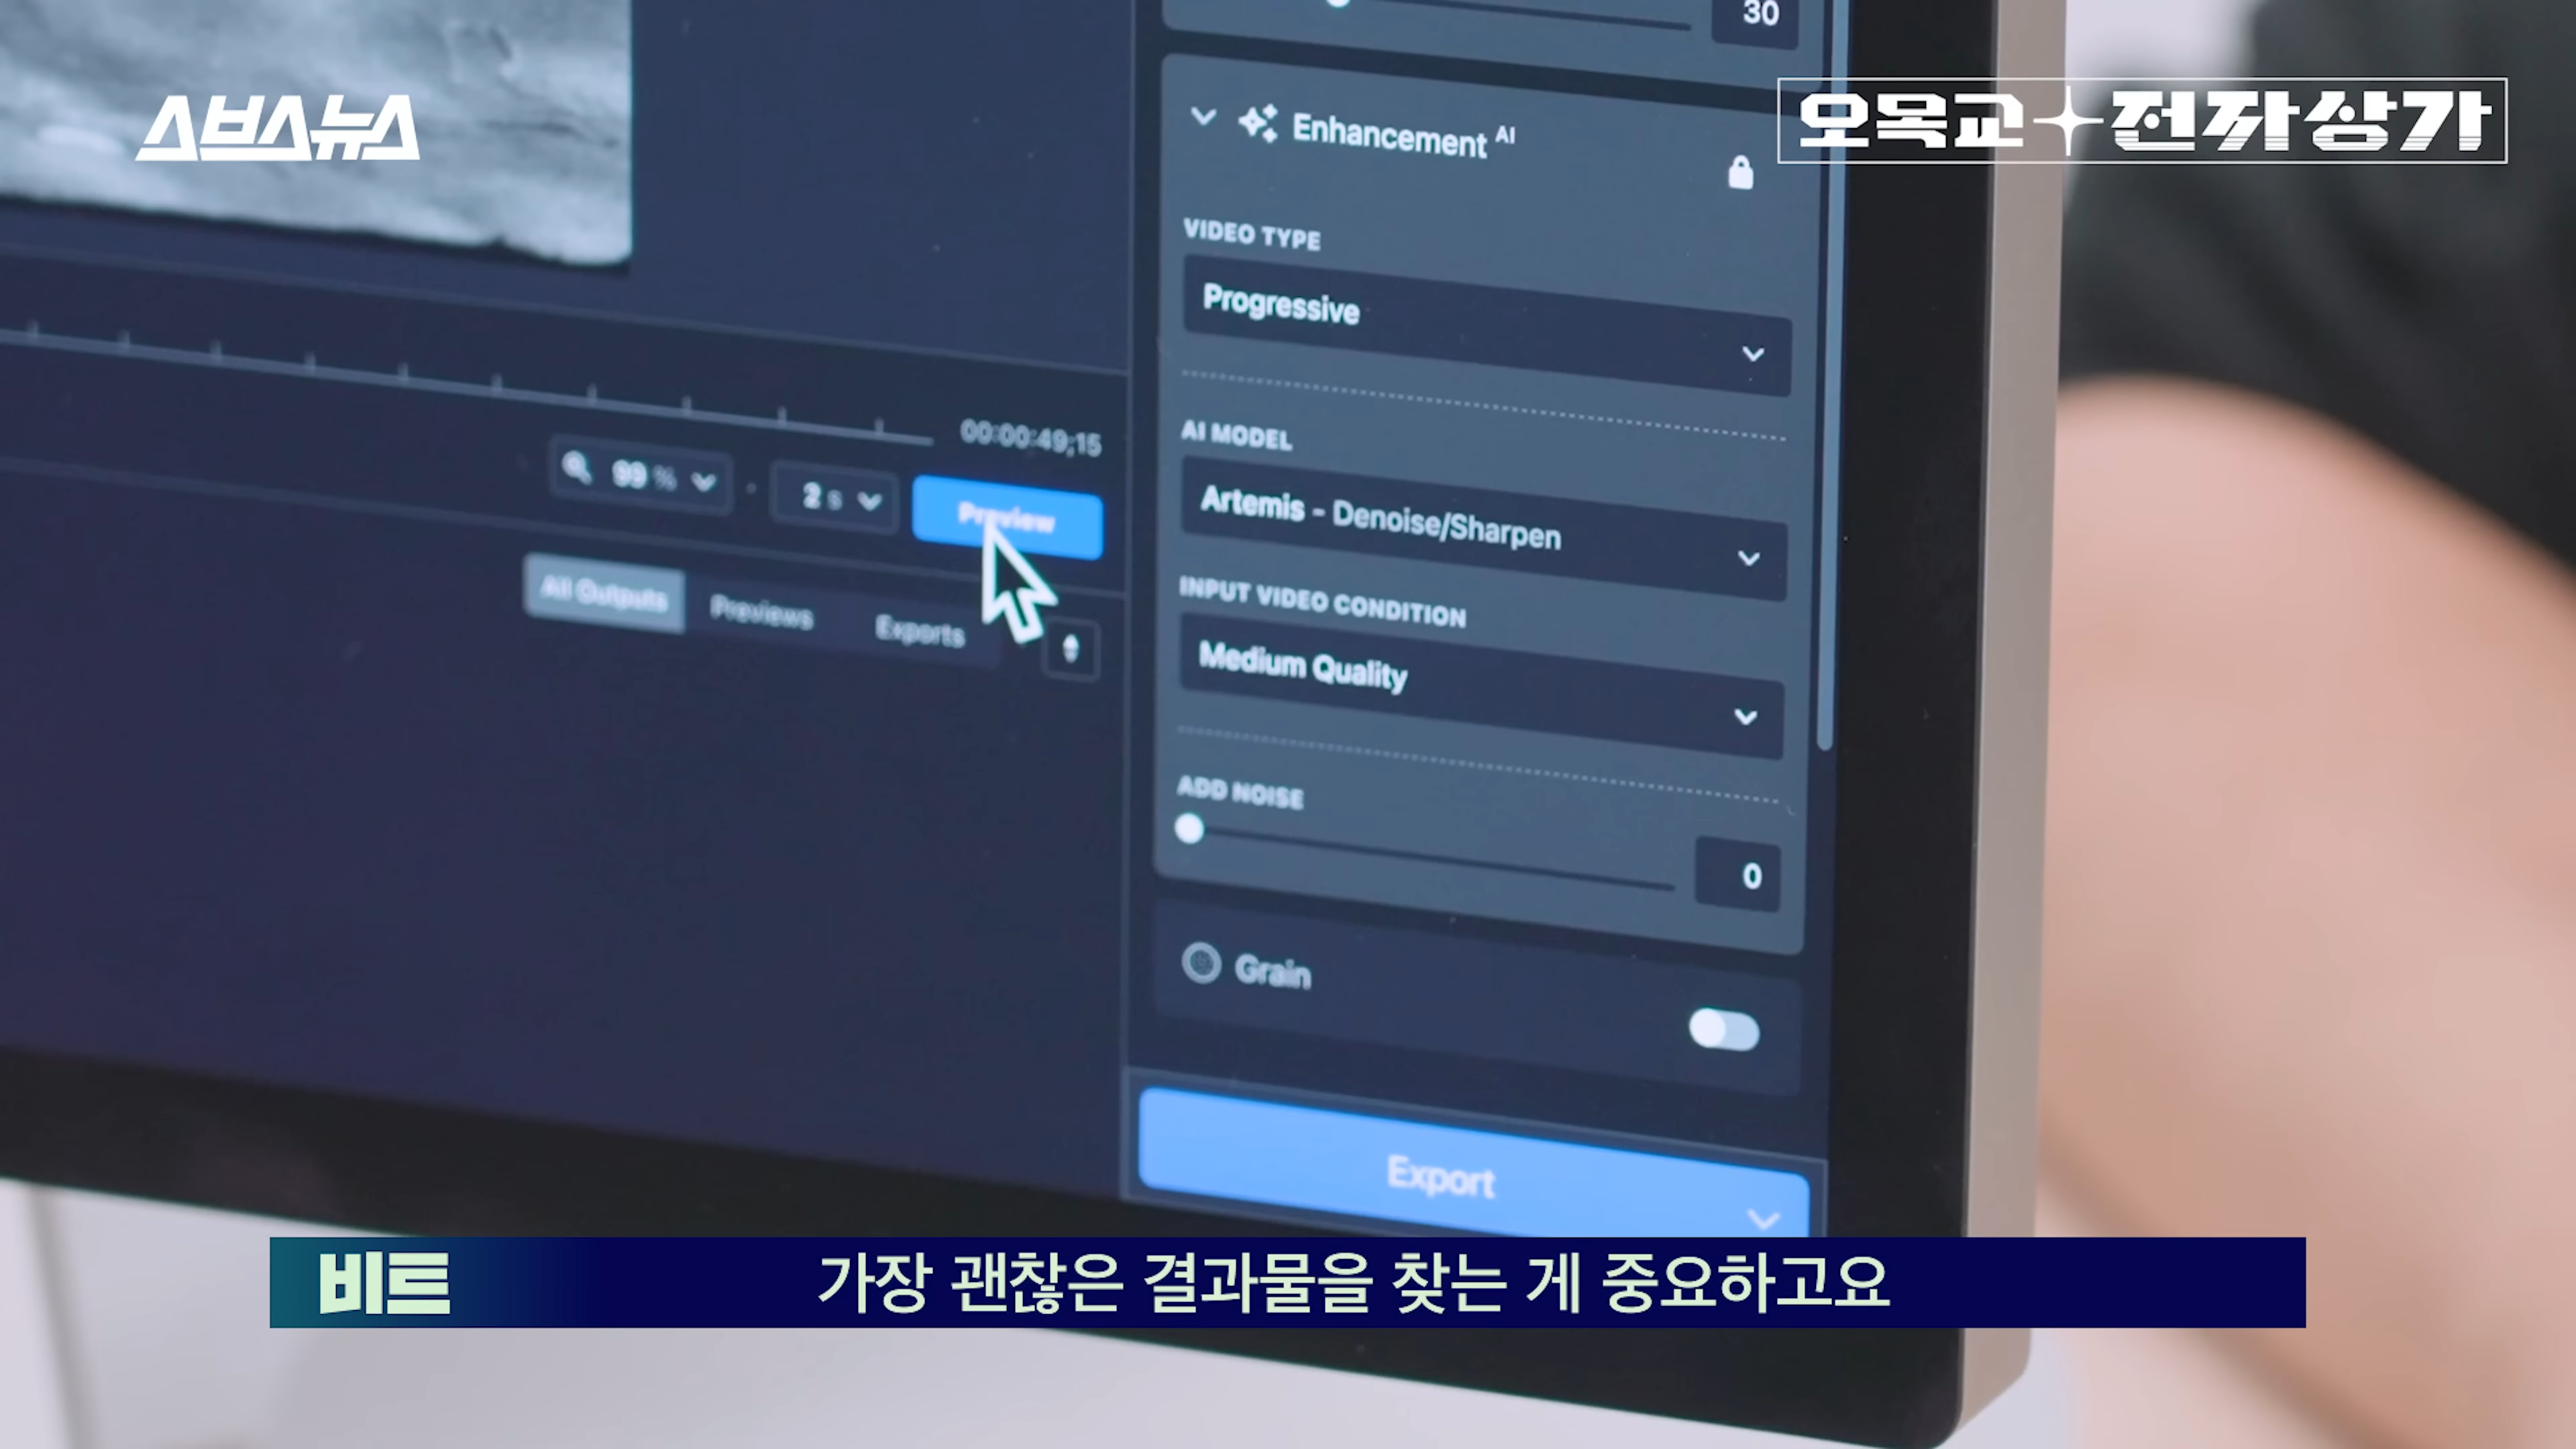 스브스뉴스
오목교 전자상가
30
Enhancement AI
VIDEO TYPE
Progressive
AI MODEL
Artemis - Denoise/Sharpen
INPUT VIDEO CONDITION
Medium Quality
ADD NOISE
0
Grain
Export
00:00:49;15
99 %
2 s
Preview
All Outputs
Previews
Exports
비트
가장 괜찮은 결과물을 찾는 게 중요하고요